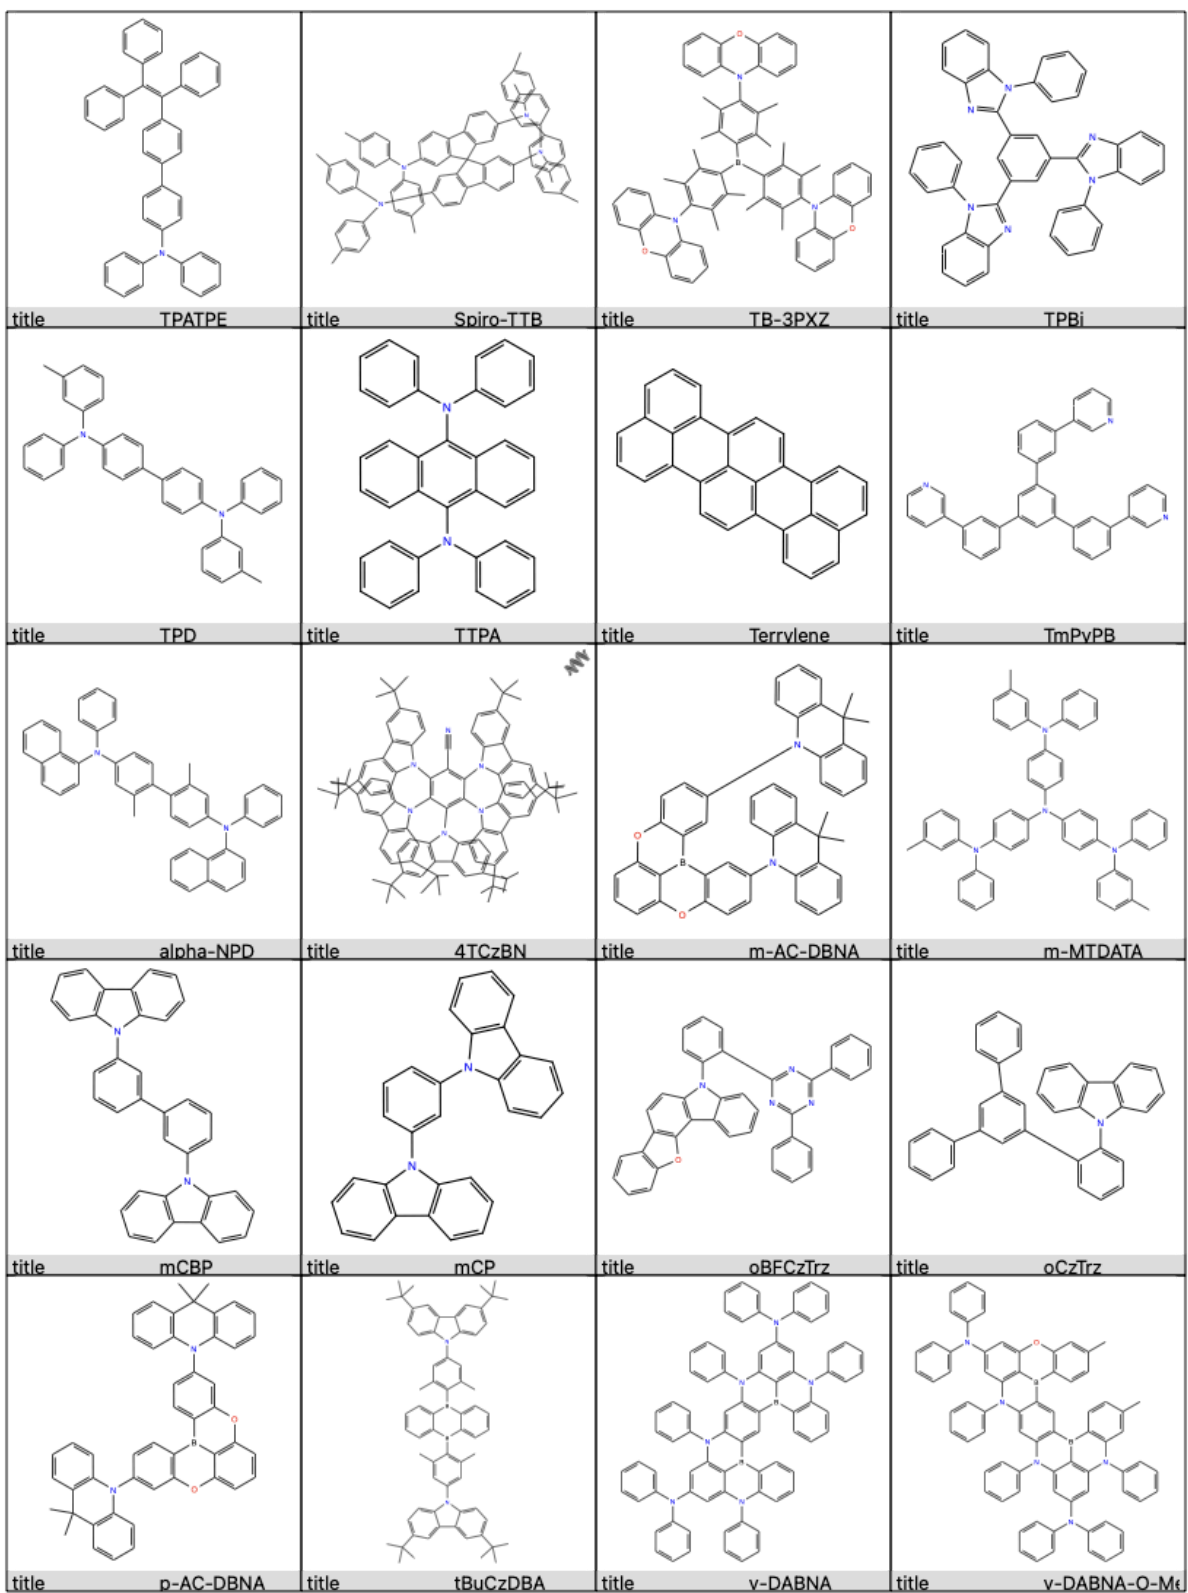 title TPATPE
title Spiro-TTB
title TB-3PXZ
title TPBi
title TPD
title TTPA
title Terrylene
title TmPyPB
title alpha-NPD
title 4TCzBN
title m-AC-DBNA
title m-MTDATA
title mCBP
title mCP
title oBFCzTrz
title oCzTrz
title p-AC-DBNA
title tBuCzDBA
title v-DABNA
title v-DABNA-O-Me